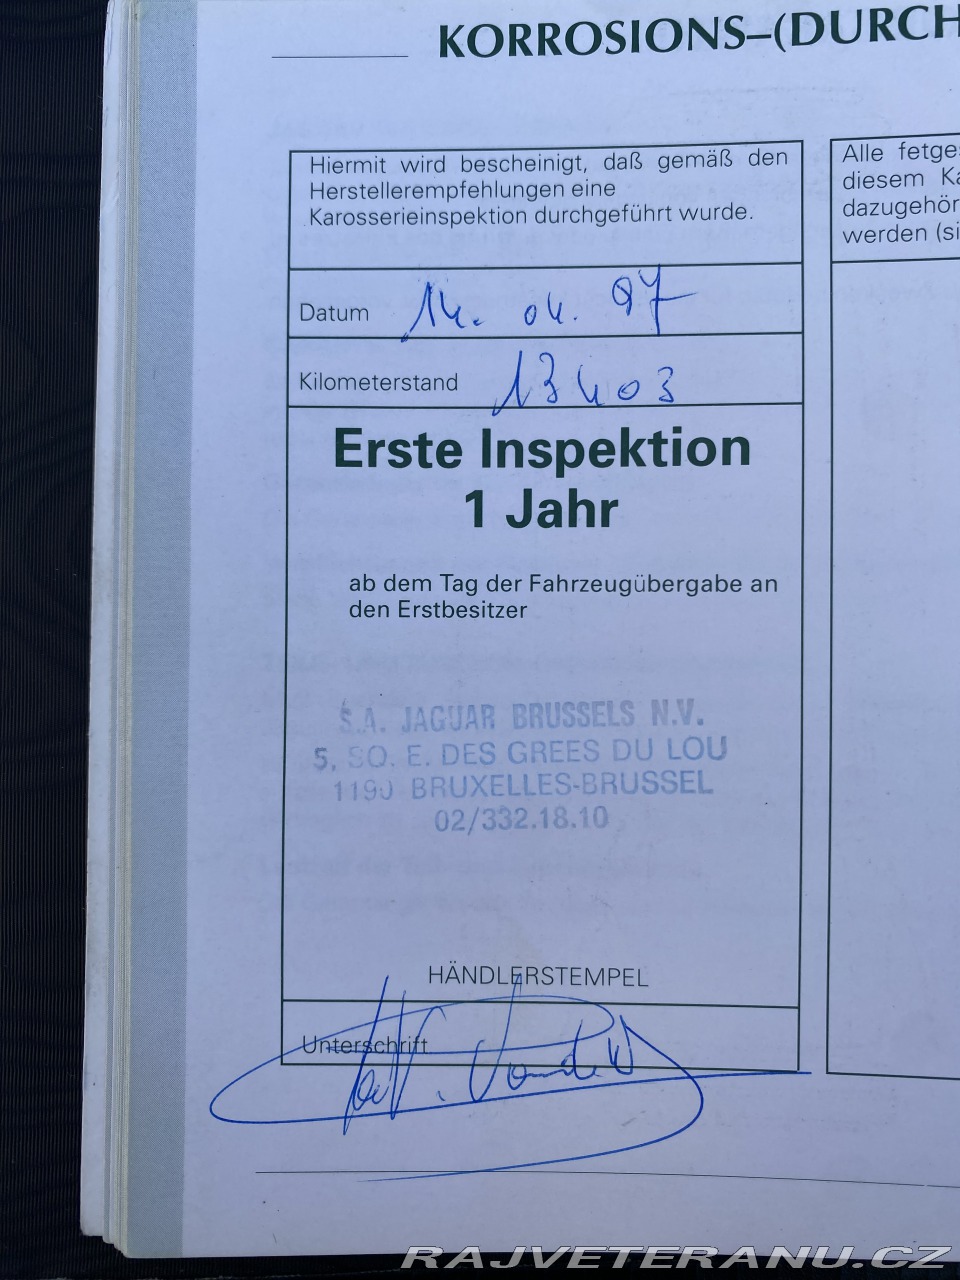 KORROSIONS–(DURCH
Hiermit wird bescheinigt, daß gemäß den
Herstellerempfehlungen eine
Karosserieinspektion durchgeführt wurde.
Datum 14. 04. 97
Kilometerstand 13403
Erste Inspektion
1 Jahr
ab dem Tag der Fahrzeugübergabe an
den Erstbesitzer
S.A. JAGUAR BRUSSELS N.V.
5, SQ. E. DES GREES DU LOU
1190 BRUXELLES-BRUSSEL
02/332.18.10
HÄNDLERSTEMPEL
Unterschrift
Alle fetge
diesem Ka
dazugehör
werden (si
RAJVETERANU.CZ